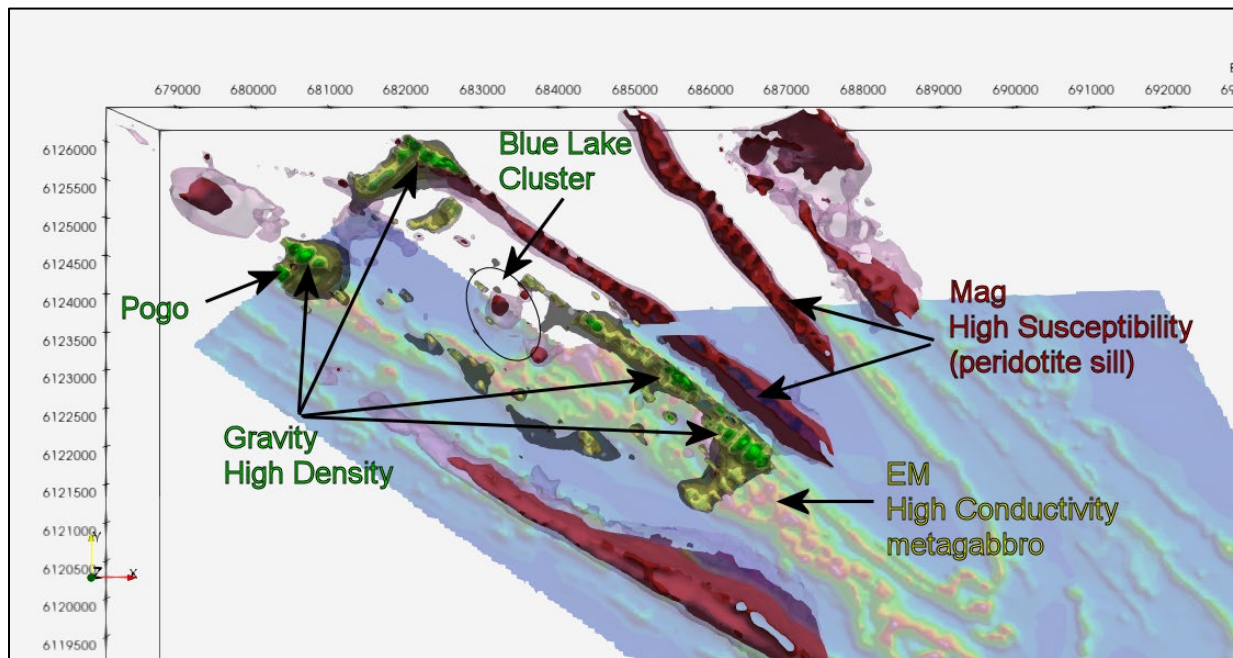 679000 680000 681000 682000 683000 684000 685000 686000 687000 688000 689000 690000 691000 692000
6126000
6125500
6125000
6124500
6124000
6123500
6123000
6122500
6122000
6121500
6121000
6120500
6120000
6119500
Blue Lake
Cluster
Pogo
Mag
High Susceptibility
(peridotite sill)
Gravity
High Density
EM
High Conductivity
metagabbro
Y
Z
X